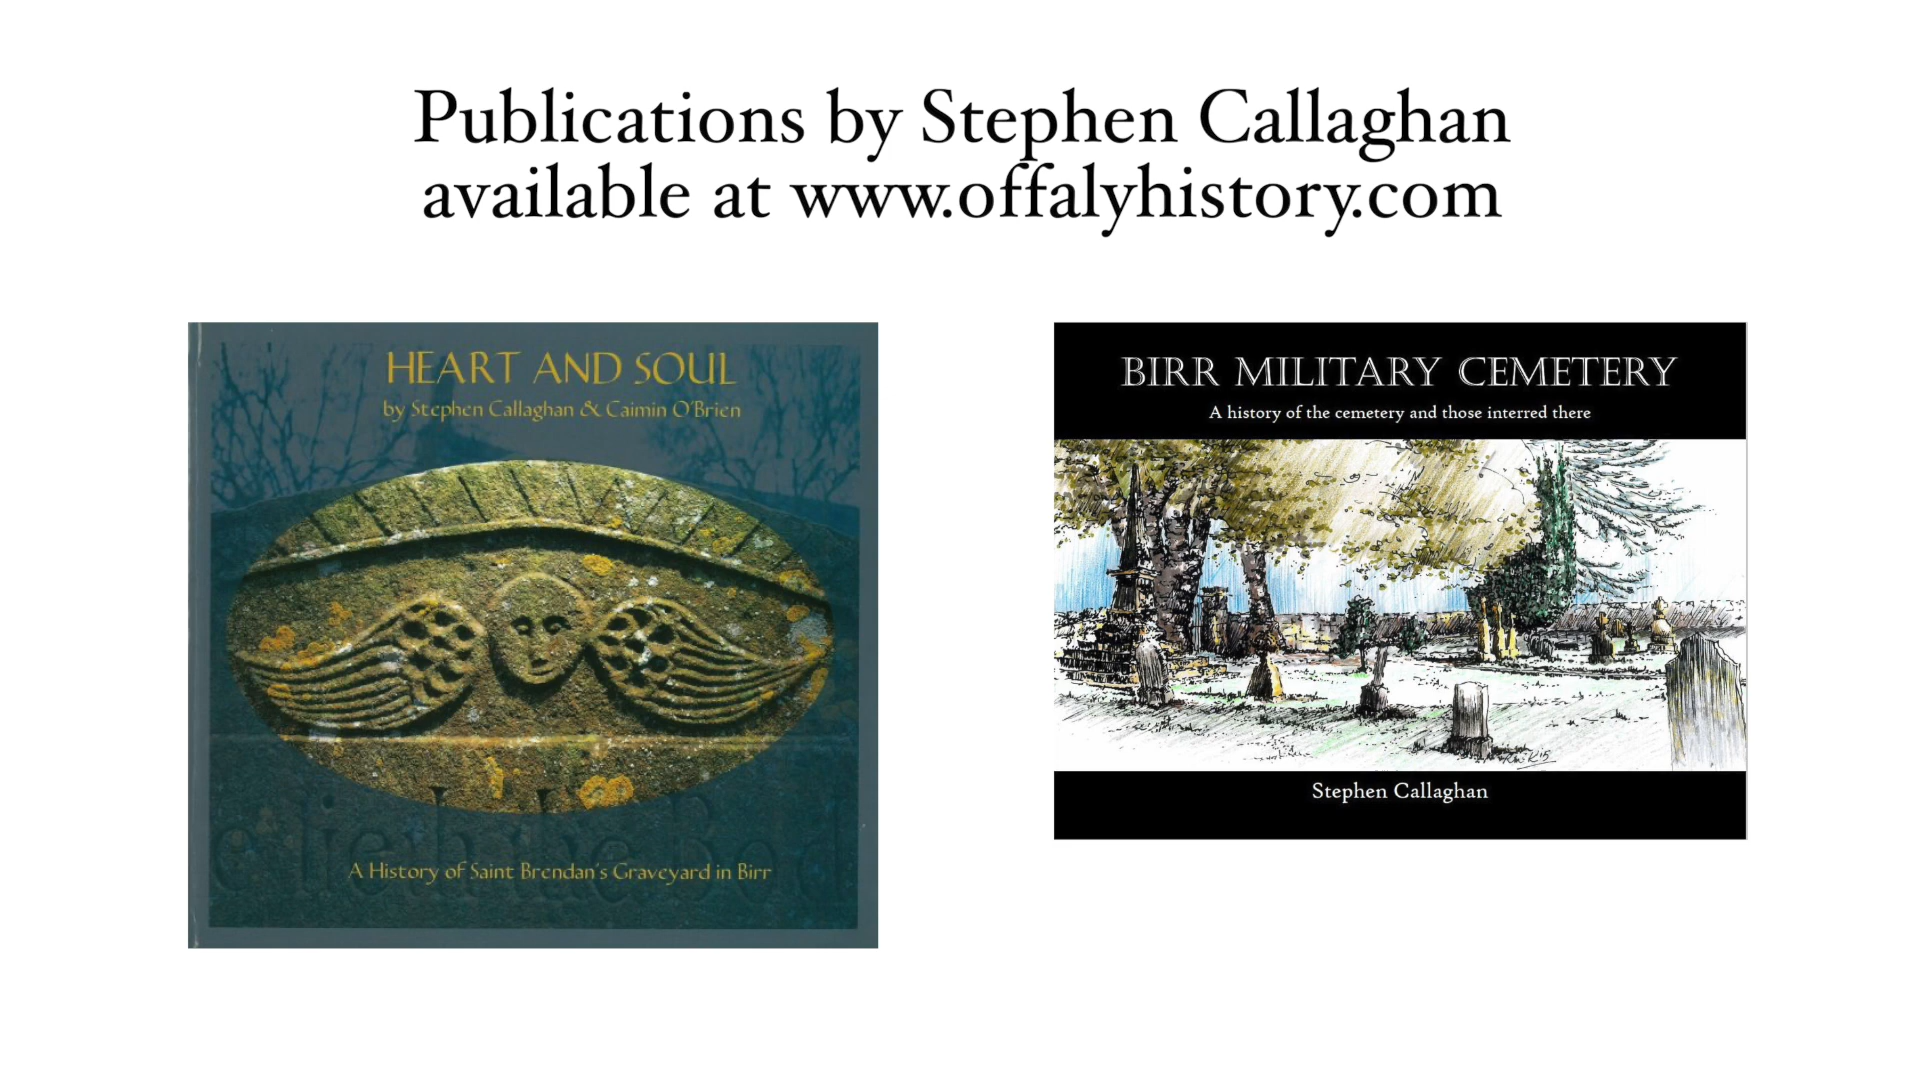 Publications by Stephen Callaghan
available at www.offalyhistory.com
HEART AND SOUL
by Stephen Callaghan & Caimin O'Brien
A History of Saint Brendan's Graveyard in Birr
BIRR MILITARY CEMETERY
A history of the cemetery and those interred there
Stephen Callaghan